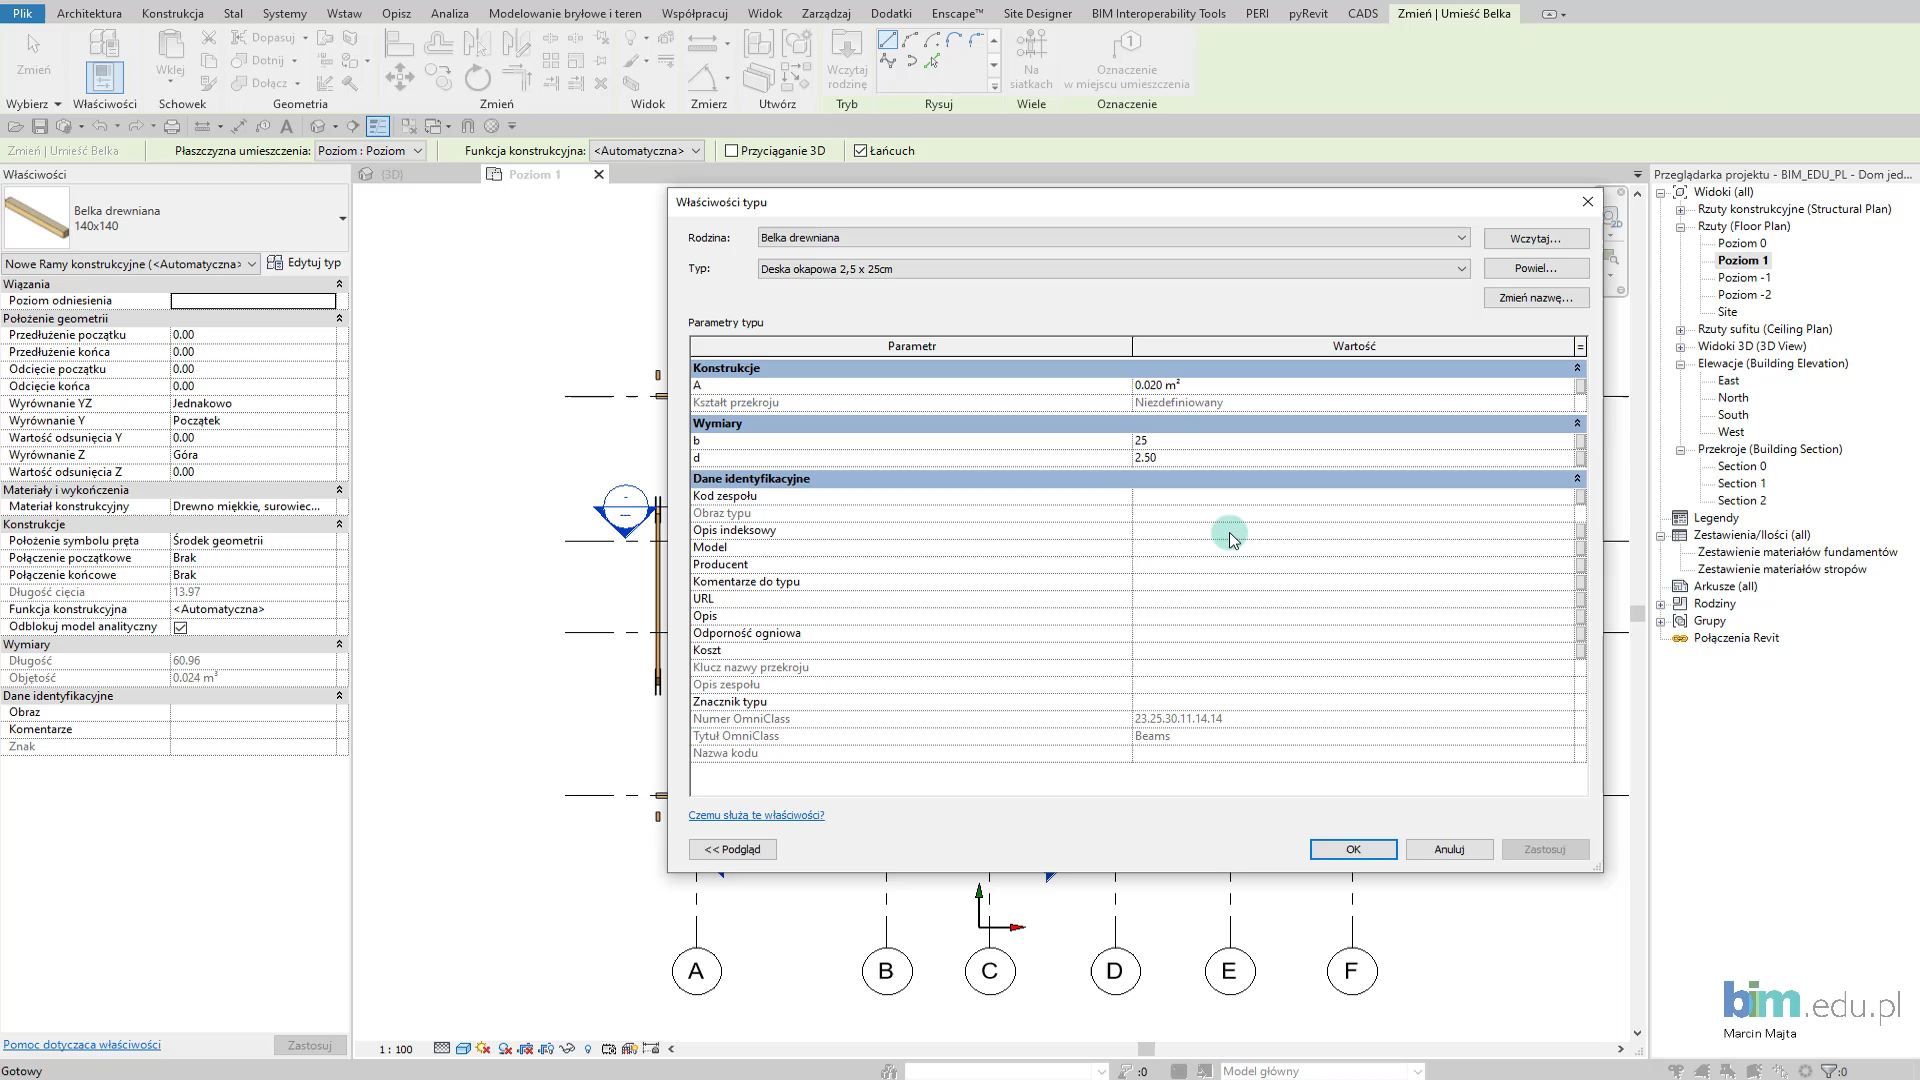 Plik Architektura Konstrukcja Stal Systemy Wstaw Opisz Analiza Modelowanie bryłowe i teren Współpracuj Widok Zarządzaj Dodatki Enscape™ Site Designer BIM Interoperability Tools PERI pyRevit CADS Zmień | Umieść Belka
Zmień Wklej Dopasuj Dotnij Dołącz Wczytaj rodzinę Na siatkach Oznaczenie w miejscu umieszczenia
Wybierz Właściwości Schowek Geometria Zmień Widok Zmierz Utwórz Tryb Rysuj Wiele Oznaczenie
Zmień | Umieść Belka Płaszczyzna umieszczenia: Poziom : Poziom Funkcja konstrukcyjna: <Automatyczna> Przyciąganie 3D Łańcuch
Właściwości
Belka drewniana
140x140
Nowe Ramy konstrukcyjne (<Automatyczna> Edytuj typ
Wiązania
Poziom odniesienia
Położenie geometrii
Przedłużenie początku 0.00
Przedłużenie końca 0.00
Odcięcie początku 0.00
Odcięcie końca 0.00
Wyrównanie YZ Jednakowo
Wyrównanie Y Początek
Wartość odsunięcia Y 0.00
Wyrównanie Z Góra
Wartość odsunięcia Z 0.00
Materiały i wykończenia
Materiał konstrukcyjny Drewno miękkie, surowiec...
Konstrukcje
Położenie symbolu pręta Środek geometrii
Połączenie początkowe Brak
Połączenie końcowe Brak
Długość cięcia 13.97
Funkcja konstrukcyjna <Automatyczna>
Odblokuj model analityczny
Wymiary
Długość 60.96
Objętość 0.024 m³
Dane identyfikacyjne
Obraz
Komentarze
Znak
Pomoc dotycząca właściwości Zastosuj
Gotowy
{3D} Poziom 1
Właściwości typu
Rodzina: Belka drewniana Wczytaj...
Typ: Deska okapowa 2,5 x 25cm Powiel...
Zmień nazwę...
Parametry typu
Parametr Wartość =
Konstrukcje
A 0.020 m²
Kształt przekroju Niezdefiniowany
Wymiary
b 25
d 2.50
Dane identyfikacyjne
Kod zespołu
Obraz typu
Opis indeksowy
Model
Producent
Komentarze do typu
URL
Opis
Odporność ogniowa
Koszt
Klucz nazwy przekroju
Opis zespołu
Znacznik typu
Numer OmniClass 23.25.30.11.14.14
Tytuł OmniClass Beams
Nazwa kodu
Czemu służą te właściwości?
<< Podgląd OK Anuluj Zastosuj
A B C D E F
1 : 100
:0 Model główny :0
Przeglądarka projektu - BIM_EDU_PL - Dom jed...
Widoki (all)
Rzuty konstrukcyjne (Structural Plan)
Rzuty (Floor Plan)
Poziom 0
Poziom 1
Poziom -1
Poziom -2
Site
Rzuty sufitu (Ceiling Plan)
Widoki 3D (3D View)
Elewacje (Building Elevation)
East
North
South
West
Przekroje (Building Section)
Section 0
Section 1
Section 2
Legendy
Zestawienia/Ilości (all)
Zestawienie materiałów fundamentów
Zestawienie materiałów stropów
Arkusze (all)
Rodziny
Grupy
Połączenia Revit
bim.edu.pl
Marcin Majta